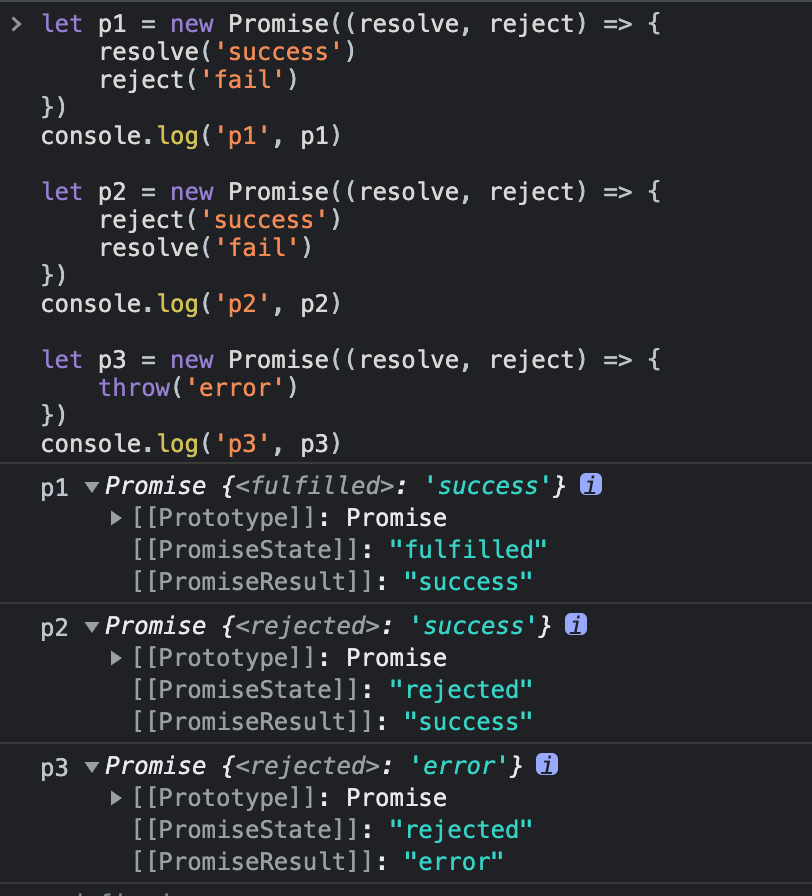 let p1 = new Promise((resolve, reject) => {
    resolve('success')
    reject('fail')
})
console.log('p1', p1)

let p2 = new Promise((resolve, reject) => {
    reject('success')
    resolve('fail')
})
console.log('p2', p2)

let p3 = new Promise((resolve, reject) => {
    throw('error')
})
console.log('p3', p3)
p1 Promise {<fulfilled>: 'success'} i
[[Prototype]]: Promise
[[PromiseState]]: "fulfilled"
[[PromiseResult]]: "success"
p2 Promise {<rejected>: 'success'} i
[[Prototype]]: Promise
[[PromiseState]]: "rejected"
[[PromiseResult]]: "success"
p3 Promise {<rejected>: 'error'} i
[[Prototype]]: Promise
[[PromiseState]]: "rejected"
[[PromiseResult]]: "error"